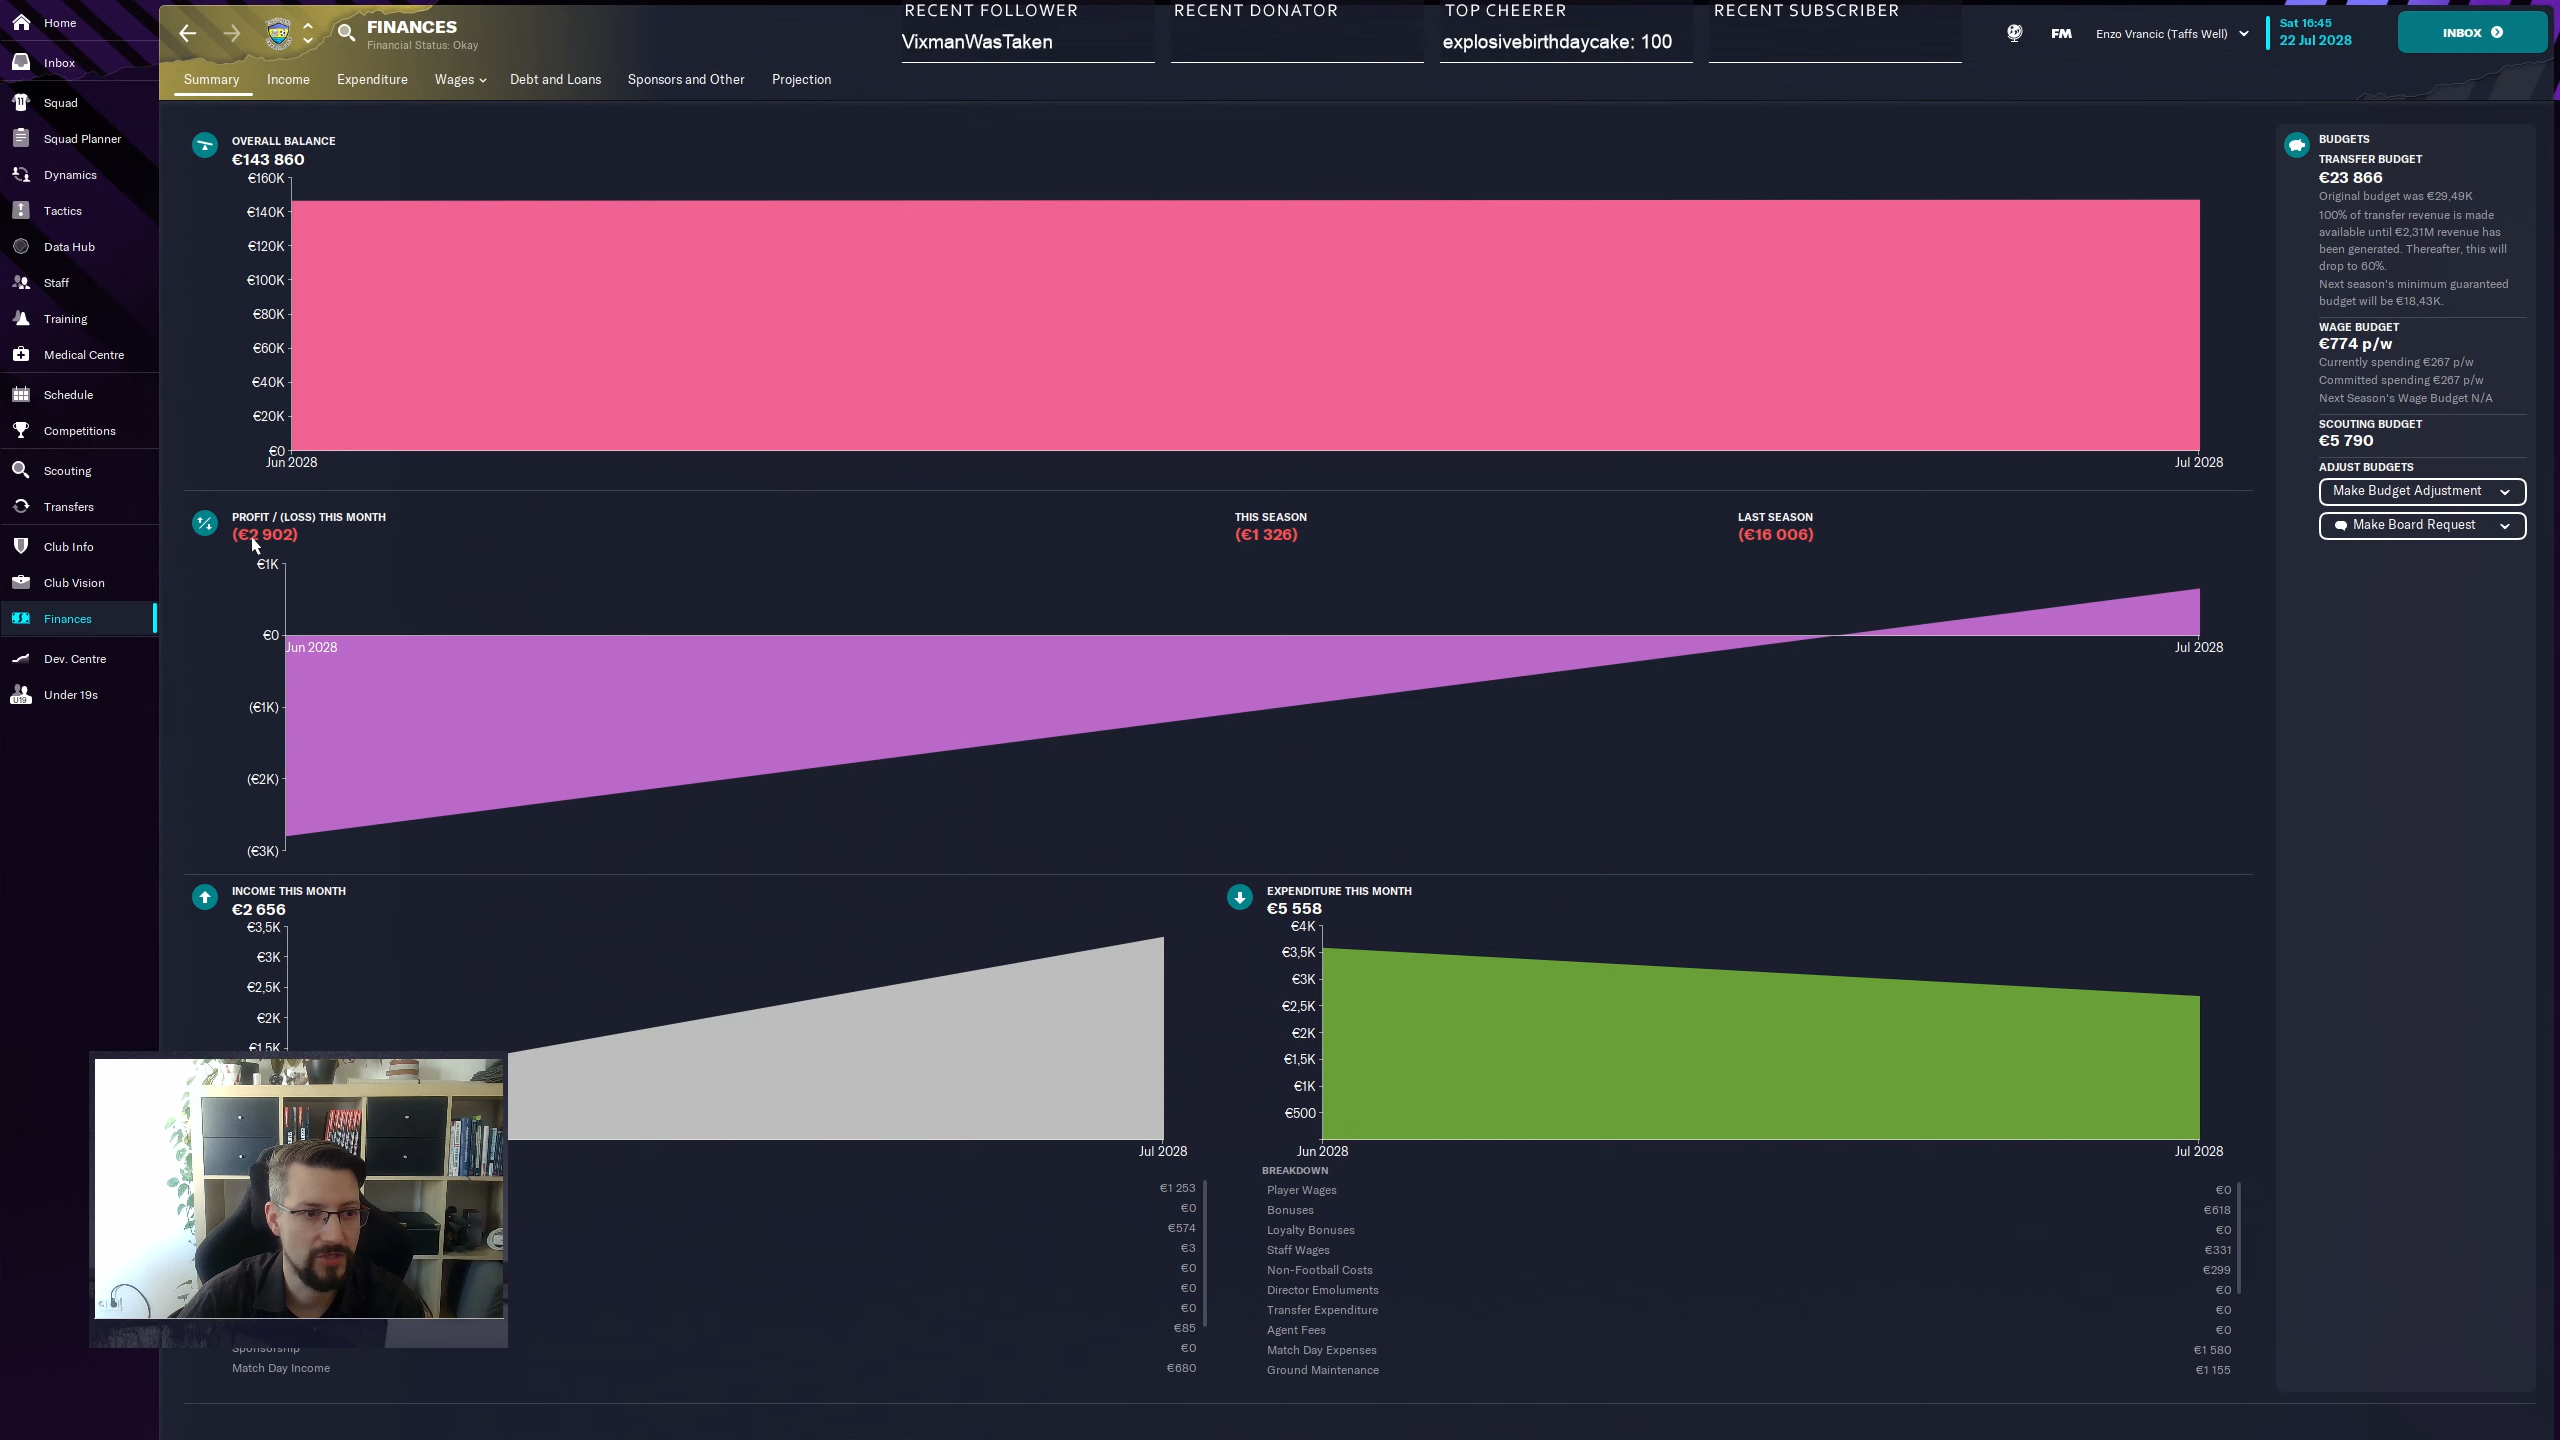 Home
Inbox
Squad
Squad Planner
Dynamics
Tactics
Data Hub
Staff
Training
Medical Centre
Schedule
Competitions
Scouting
Transfers
Club Info
Club Vision
Finances
Dev. Centre
U19
Under 19s
FINANCES
Financial Status: Okay
RECENT FOLLOWER
VixmanWasTaken
RECENT DONATOR
TOP CHEERER
explosivebirthdaycake: 100
RECENT SUBSCRIBER
FM
Enzo Vrancic (Taffs Well)
Sat 16:45
22 Jul 2028
INBOX
Summary
Income
Expenditure
Wages
Debt and Loans
Sponsors and Other
Projection
OVERALL BALANCE
€143 860
€160K
€140K
€120K
€100K
€80K
€60K
€40K
€20K
€0
Jun 2028
Jul 2028
PROFIT / (LOSS) THIS MONTH
(€2 902)
THIS SEASON
(€1 326)
LAST SEASON
(€16 006)
€1K
€0
(€1K)
(€2K)
(€3K)
Jun 2028
Jul 2028
INCOME THIS MONTH
€2 656
€3,5K
€3K
€2,5K
€2K
€1,5K
Jul 2028
€1 253
€0
€574
€3
€0
€0
€0
€85
Sponsorship €0
Match Day Income €680
EXPENDITURE THIS MONTH
€5 558
€4K
€3,5K
€3K
€2,5K
€2K
€1,5K
€1K
€500
Jun 2028
Jul 2028
BREAKDOWN
Player Wages €0
Bonuses €618
Loyalty Bonuses €0
Staff Wages €331
Non-Football Costs €299
Director Emoluments €0
Transfer Expenditure €0
Agent Fees €0
Match Day Expenses €1 580
Ground Maintenance €1 155
BUDGETS
TRANSFER BUDGET
€23 866
Original budget was €29,49K
100% of transfer revenue is made
available until €2,31M revenue has
been generated. Thereafter, this will
drop to 60%.
Next season's minimum guaranteed
budget will be €18,43K.
WAGE BUDGET
€774 p/w
Currently spending €267 p/w
Committed spending €267 p/w
Next Season's Wage Budget N/A
SCOUTING BUDGET
€5 790
ADJUST BUDGETS
Make Budget Adjustment
Make Board Request